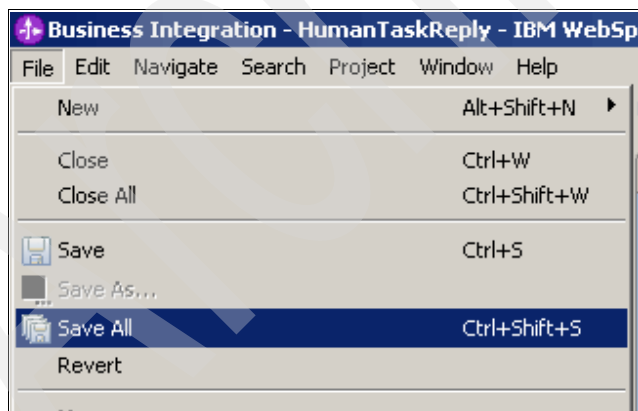 Business Integration - HumanTaskReply - IBM WebSp
File Edit Navigate Search Project Window Help
New Alt+Shift+N
Close Ctrl+W
Close All Ctrl+Shift+W
Save Ctrl+S
Save As...
Save All Ctrl+Shift+S
Revert